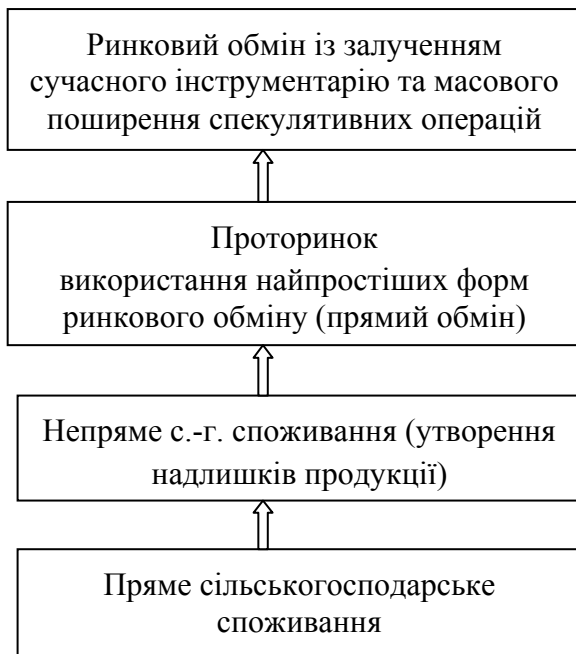 Ринковий обмін із залученням
сучасного інструментарію та масового
поширення спекулятивних операцій
Проторинок
використання найпростіших форм
ринкового обміну (прямий обмін)
Непряме с.-г. споживання (утворення
надлишків продукції)
Пряме сільськогосподарське
споживання